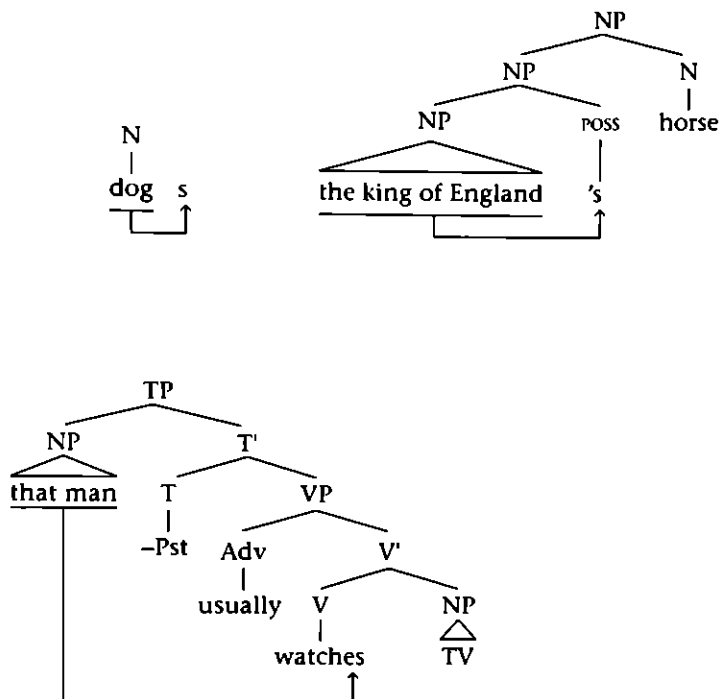 NP
NP N
NP POSS horse
N
dog s
the king of England 's
TP
NP T'
that man T VP
–Pst Adv V'
usually V NP
watches TV